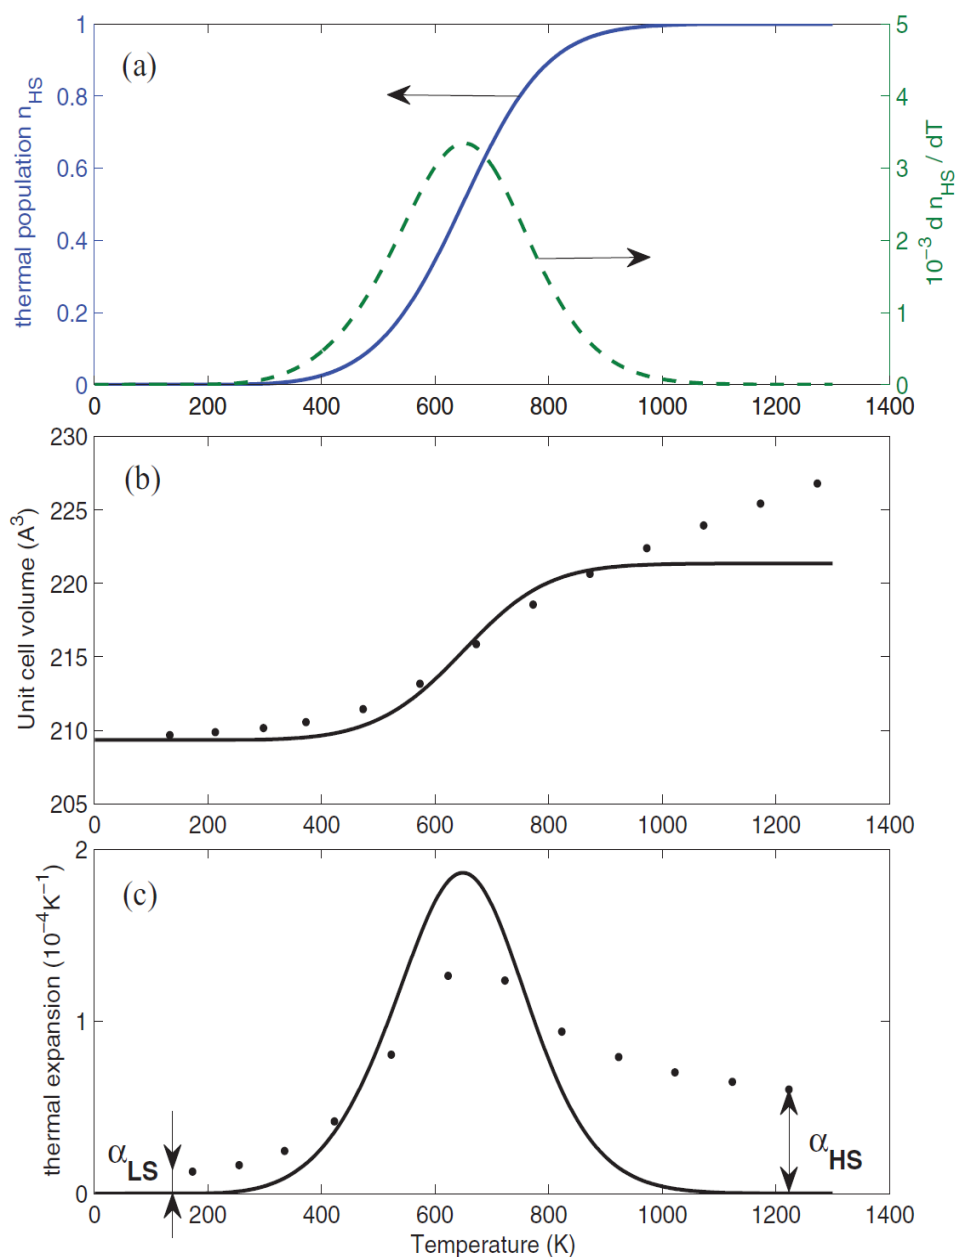 (a)
thermal population n_HS
1
0.8
0.6
0.4
0.2
0
5
4
3
2
1
0
10⁻³ d n_HS / dT
0 200 400 600 800 1000 1200 1400
(b)
Unit cell volume (A³)
230
225
220
215
210
205
0 200 400 600 800 1000 1200 1400
(c)
thermal expansion (10⁻⁴K⁻¹)
2
1
0
α_LS
α_HS
0 200 400 600 800 1000 1200 1400
Temperature (K)